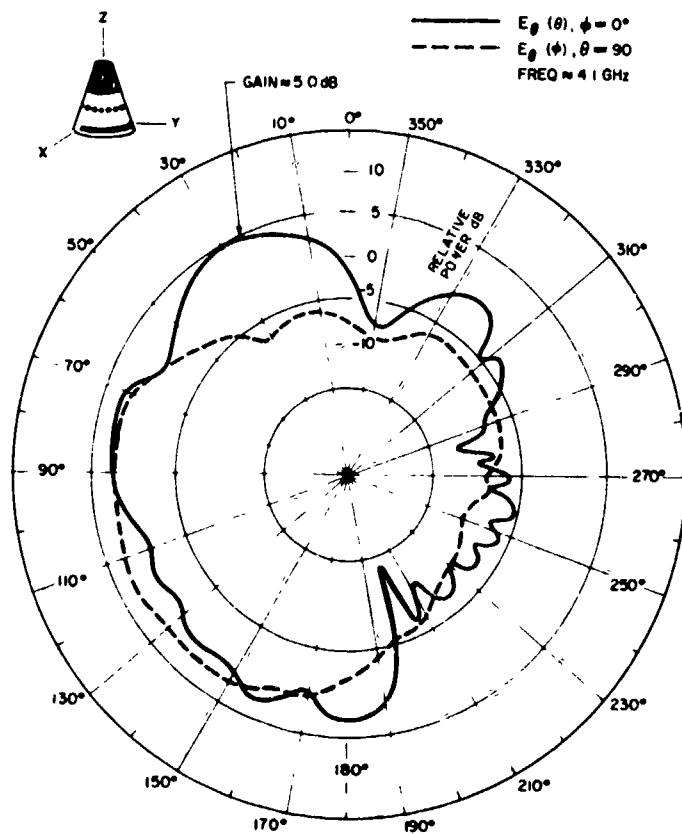 Z
Y
X
E_θ (θ), ϕ = 0°
E_θ (ϕ), θ = 90
FREQ ≈ 4.1 GHz
GAIN ≈ 5.0 dB
0°
10°
30°
50°
70°
90°
110°
130°
150°
170°
180°
190°
210°
230°
250°
270°
290°
310°
330°
350°
10
5
0
-5
-10
RELATIVE
POWER dB